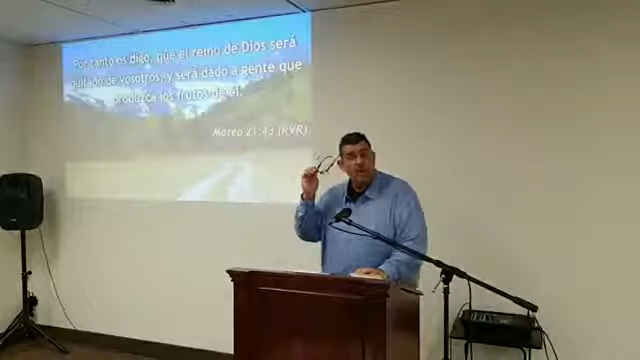 Por tanto os digo, que el reino de Dios será
quitado de vosotros, y será dado a gente que
produzca los frutos de él.
Mateo 21:43 (RVR)